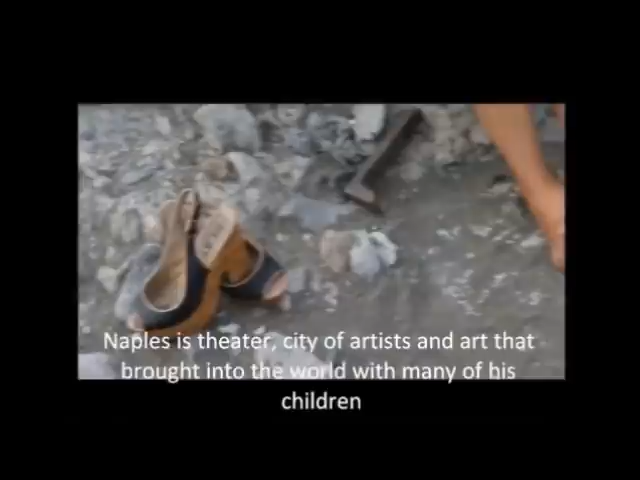 Naples is theater, city of artists and art that
brought into the world with many of his
children